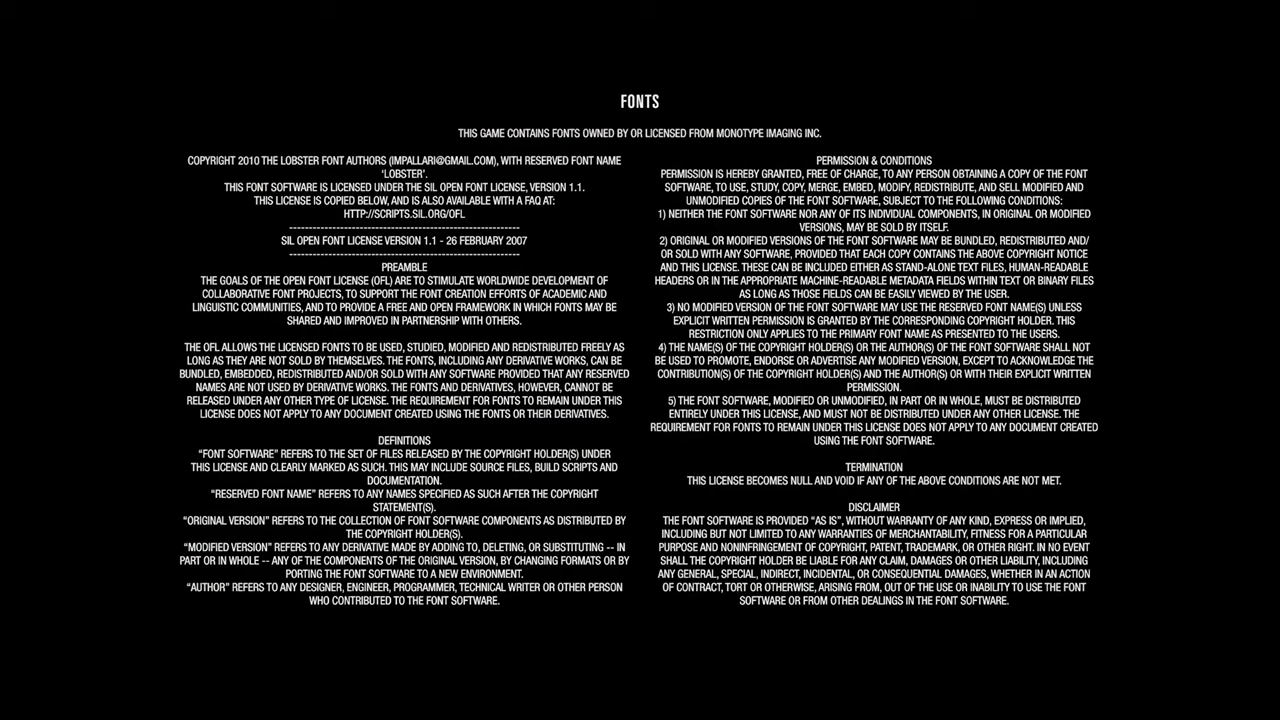 FONTS
THIS GAME CONTAINS FONTS OWNED BY OR LICENSED FROM MONOTYPE IMAGING INC.
COPYRIGHT 2010 THE LOBSTER FONT AUTHORS (IMPALLARI@GMAIL.COM), WITH RESERVED FONT NAME
‘LOBSTER’.
THIS FONT SOFTWARE IS LICENSED UNDER THE SIL OPEN FONT LICENSE, VERSION 1.1.
THIS LICENSE IS COPIED BELOW, AND IS ALSO AVAILABLE WITH A FAQ AT:
HTTP://SCRIPTS.SIL.ORG/OFL
-----------------------------------------------------------
SIL OPEN FONT LICENSE VERSION 1.1 - 26 FEBRUARY 2007
-----------------------------------------------------------
PREAMBLE
THE GOALS OF THE OPEN FONT LICENSE (OFL) ARE TO STIMULATE WORLDWIDE DEVELOPMENT OF
COLLABORATIVE FONT PROJECTS, TO SUPPORT THE FONT CREATION EFFORTS OF ACADEMIC AND
LINGUISTIC COMMUNITIES, AND TO PROVIDE A FREE AND OPEN FRAMEWORK IN WHICH FONTS MAY BE
SHARED AND IMPROVED IN PARTNERSHIP WITH OTHERS.
THE OFL ALLOWS THE LICENSED FONTS TO BE USED, STUDIED, MODIFIED AND REDISTRIBUTED FREELY AS
LONG AS THEY ARE NOT SOLD BY THEMSELVES. THE FONTS, INCLUDING ANY DERIVATIVE WORKS, CAN BE
BUNDLED, EMBEDDED, REDISTRIBUTED AND/OR SOLD WITH ANY SOFTWARE PROVIDED THAT ANY RESERVED
NAMES ARE NOT USED BY DERIVATIVE WORKS. THE FONTS AND DERIVATIVES, HOWEVER, CANNOT BE
RELEASED UNDER ANY OTHER TYPE OF LICENSE. THE REQUIREMENT FOR FONTS TO REMAIN UNDER THIS
LICENSE DOES NOT APPLY TO ANY DOCUMENT CREATED USING THE FONTS OR THEIR DERIVATIVES.
DEFINITIONS
“FONT SOFTWARE” REFERS TO THE SET OF FILES RELEASED BY THE COPYRIGHT HOLDER(S) UNDER
THIS LICENSE AND CLEARLY MARKED AS SUCH. THIS MAY INCLUDE SOURCE FILES, BUILD SCRIPTS AND
DOCUMENTATION.
“RESERVED FONT NAME” REFERS TO ANY NAMES SPECIFIED AS SUCH AFTER THE COPYRIGHT
STATEMENT(S).
“ORIGINAL VERSION” REFERS TO THE COLLECTION OF FONT SOFTWARE COMPONENTS AS DISTRIBUTED BY
THE COPYRIGHT HOLDER(S).
“MODIFIED VERSION” REFERS TO ANY DERIVATIVE MADE BY ADDING TO, DELETING, OR SUBSTITUTING -- IN
PART OR IN WHOLE -- ANY OF THE COMPONENTS OF THE ORIGINAL VERSION, BY CHANGING FORMATS OR BY
PORTING THE FONT SOFTWARE TO A NEW ENVIRONMENT.
“AUTHOR” REFERS TO ANY DESIGNER, ENGINEER, PROGRAMMER, TECHNICAL WRITER OR OTHER PERSON
WHO CONTRIBUTED TO THE FONT SOFTWARE.
PERMISSION & CONDITIONS
PERMISSION IS HEREBY GRANTED, FREE OF CHARGE, TO ANY PERSON OBTAINING A COPY OF THE FONT
SOFTWARE, TO USE, STUDY, COPY, MERGE, EMBED, MODIFY, REDISTRIBUTE, AND SELL MODIFIED AND
UNMODIFIED COPIES OF THE FONT SOFTWARE, SUBJECT TO THE FOLLOWING CONDITIONS:
1) NEITHER THE FONT SOFTWARE NOR ANY OF ITS INDIVIDUAL COMPONENTS, IN ORIGINAL OR MODIFIED
VERSIONS, MAY BE SOLD BY ITSELF.
2) ORIGINAL OR MODIFIED VERSIONS OF THE FONT SOFTWARE MAY BE BUNDLED, REDISTRIBUTED AND/
OR SOLD WITH ANY SOFTWARE, PROVIDED THAT EACH COPY CONTAINS THE ABOVE COPYRIGHT NOTICE
AND THIS LICENSE. THESE CAN BE INCLUDED EITHER AS STAND-ALONE TEXT FILES, HUMAN-READABLE
HEADERS OR IN THE APPROPRIATE MACHINE-READABLE METADATA FIELDS WITHIN TEXT OR BINARY FILES
AS LONG AS THOSE FIELDS CAN BE EASILY VIEWED BY THE USER.
3) NO MODIFIED VERSION OF THE FONT SOFTWARE MAY USE THE RESERVED FONT NAME(S) UNLESS
EXPLICIT WRITTEN PERMISSION IS GRANTED BY THE CORRESPONDING COPYRIGHT HOLDER. THIS
RESTRICTION ONLY APPLIES TO THE PRIMARY FONT NAME AS PRESENTED TO THE USERS.
4) THE NAME(S) OF THE COPYRIGHT HOLDER(S) OR THE AUTHOR(S) OF THE FONT SOFTWARE SHALL NOT
BE USED TO PROMOTE, ENDORSE OR ADVERTISE ANY MODIFIED VERSION, EXCEPT TO ACKNOWLEDGE THE
CONTRIBUTION(S) OF THE COPYRIGHT HOLDER(S) AND THE AUTHOR(S) OR WITH THEIR EXPLICIT WRITTEN
PERMISSION.
5) THE FONT SOFTWARE, MODIFIED OR UNMODIFIED, IN PART OR IN WHOLE, MUST BE DISTRIBUTED
ENTIRELY UNDER THIS LICENSE, AND MUST NOT BE DISTRIBUTED UNDER ANY OTHER LICENSE. THE
REQUIREMENT FOR FONTS TO REMAIN UNDER THIS LICENSE DOES NOT APPLY TO ANY DOCUMENT CREATED
USING THE FONT SOFTWARE.
TERMINATION
THIS LICENSE BECOMES NULL AND VOID IF ANY OF THE ABOVE CONDITIONS ARE NOT MET.
DISCLAIMER
THE FONT SOFTWARE IS PROVIDED “AS IS”, WITHOUT WARRANTY OF ANY KIND, EXPRESS OR IMPLIED,
INCLUDING BUT NOT LIMITED TO ANY WARRANTIES OF MERCHANTABILITY, FITNESS FOR A PARTICULAR
PURPOSE AND NONINFRINGEMENT OF COPYRIGHT, PATENT, TRADEMARK, OR OTHER RIGHT. IN NO EVENT
SHALL THE COPYRIGHT HOLDER BE LIABLE FOR ANY CLAIM, DAMAGES OR OTHER LIABILITY, INCLUDING
ANY GENERAL, SPECIAL, INDIRECT, INCIDENTAL, OR CONSEQUENTIAL DAMAGES, WHETHER IN AN ACTION
OF CONTRACT, TORT OR OTHERWISE, ARISING FROM, OUT OF THE USE OR INABILITY TO USE THE FONT
SOFTWARE OR FROM OTHER DEALINGS IN THE FONT SOFTWARE.